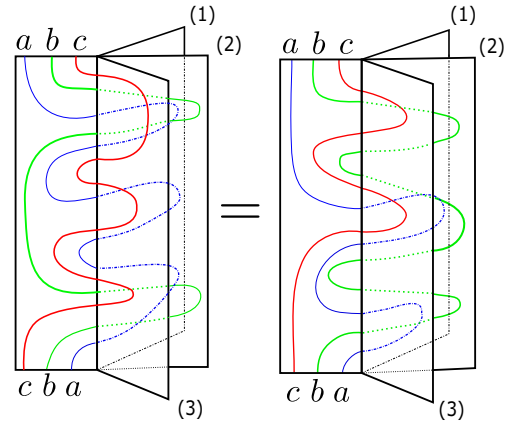 (1) (1)
(2) (2)
a b c a b c
=
c b a c b a
(3) (3)